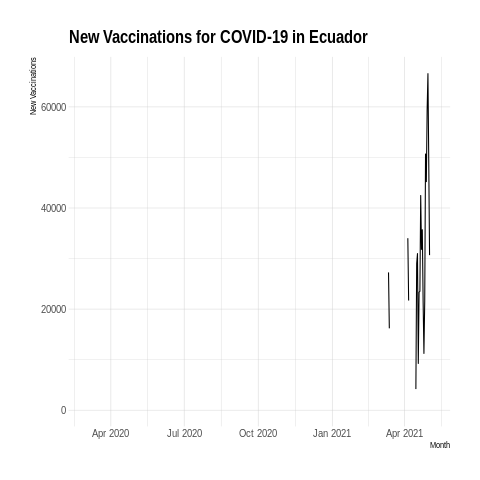 New Vaccinations for COVID-19 in Ecuador
New Vaccinations
60000
40000
20000
0
Apr 2020 Jul 2020 Oct 2020 Jan 2021 Apr 2021
Month